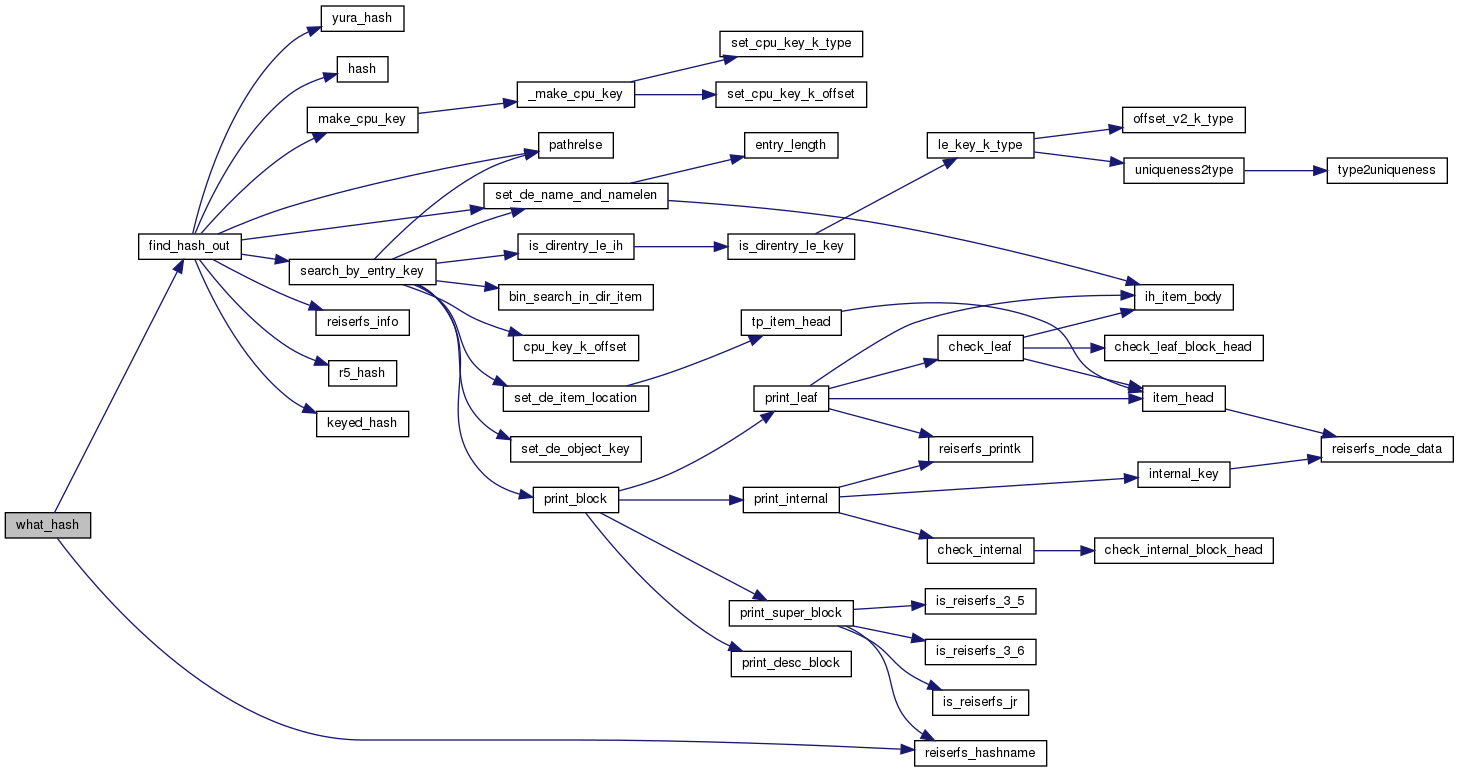 yura_hash
hash
make_cpu_key
_make_cpu_key
set_cpu_key_k_type
set_cpu_key_k_offset
pathrelse
entry_length
set_de_name_and_namelen
find_hash_out
search_by_entry_key
is_direntry_le_ih
is_direntry_le_key
le_key_k_type
offset_v2_k_type
uniqueness2type
type2uniqueness
bin_search_in_dir_item
ih_item_body
reiserfs_info
cpu_key_k_offset
tp_item_head
check_leaf
check_leaf_block_head
r5_hash
set_de_item_location
print_leaf
item_head
keyed_hash
set_de_object_key
reiserfs_printk
reiserfs_node_data
internal_key
what_hash
print_block
print_internal
check_internal
check_internal_block_head
print_super_block
is_reiserfs_3_5
is_reiserfs_3_6
print_desc_block
is_reiserfs_jr
reiserfs_hashname